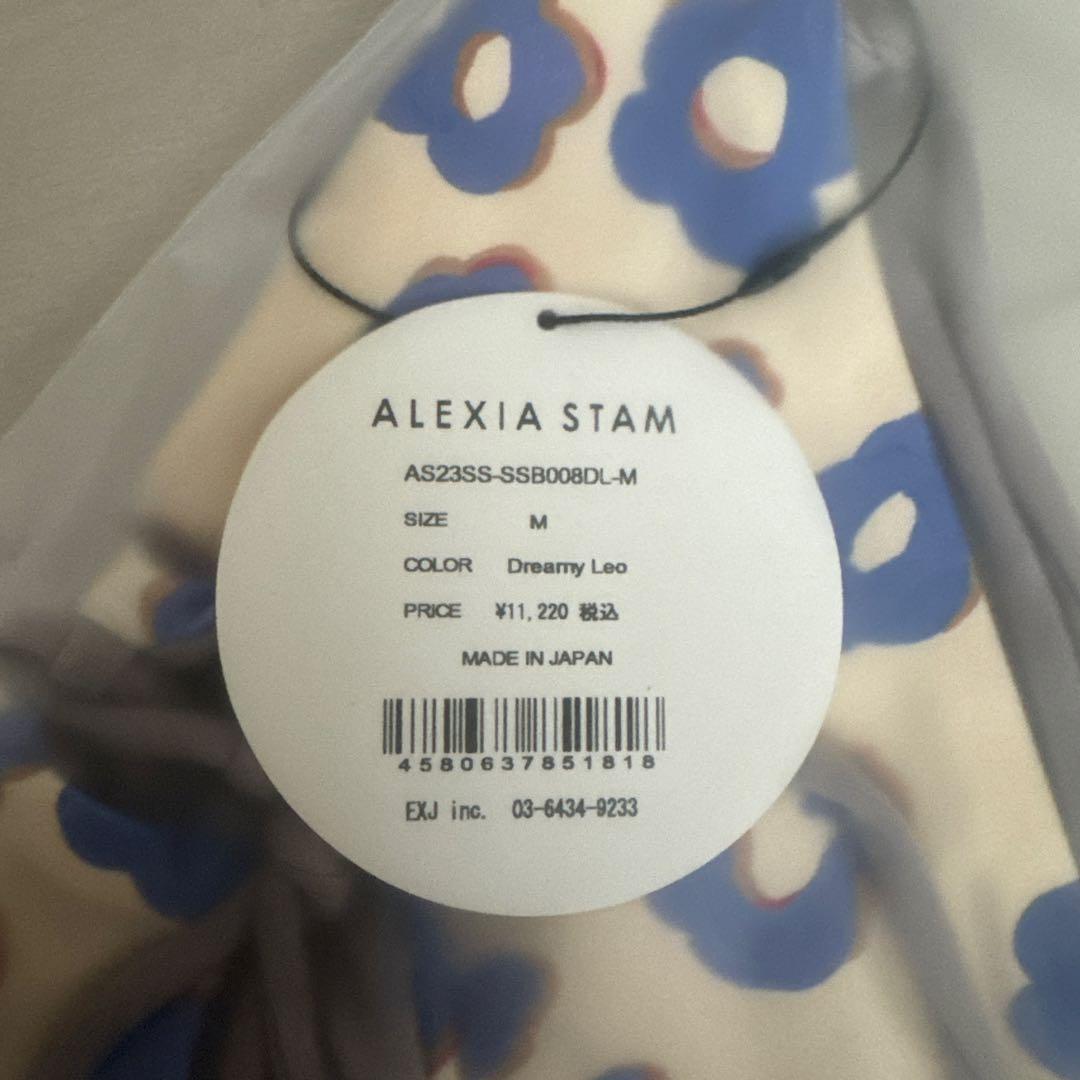 ALEXIA STAM
AS23SS-SSB008DL-M
SIZE M
COLOR Dreamy Leo
PRICE ¥11,220 税込
MADE IN JAPAN
4580637851818
EXJ inc. 03-6434-9233